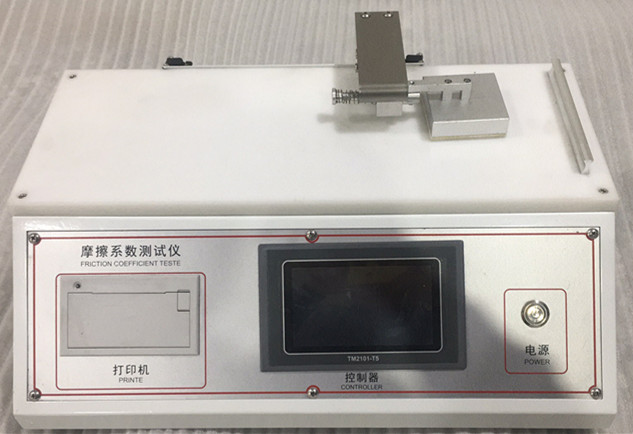 摩擦系数测试仪
FRICTION COEFFICIENT TESTE
打印机
PRINTE
TM2101-T5
控制器
CONTROLLER
电源
POWER